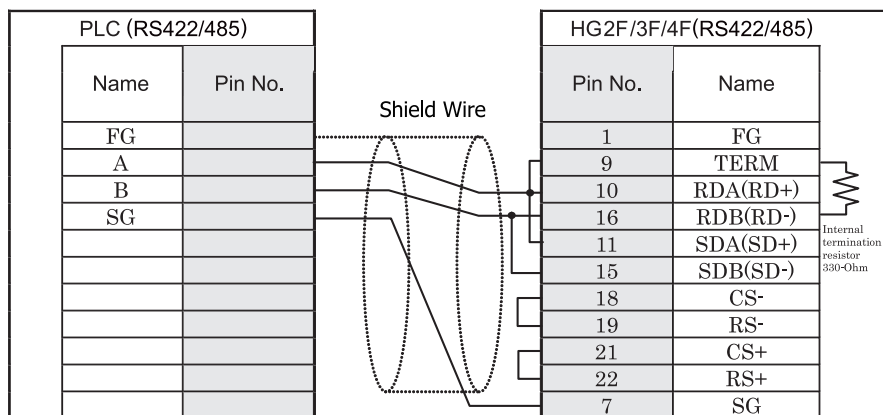 PLC (RS422/485)
Name Pin No.
FG
A
B
SG
Shield Wire
HG2F/3F/4F(RS422/485)
Pin No. Name
1 FG
9 TERM
10 RDA(RD+)
16 RDB(RD-)
11 SDA(SD+)
15 SDB(SD-)
18 CS-
19 RS-
21 CS+
22 RS+
7 SG
Internal
termination
resistor
330-Ohm